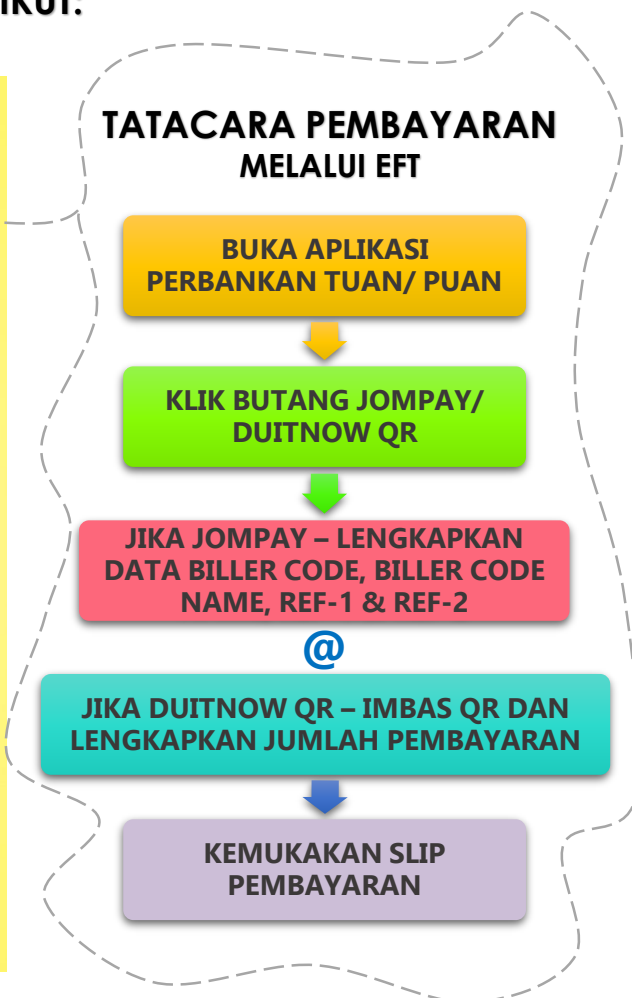 IKUT:
TATACARA PEMBAYARAN
MELALUI EFT
BUKA APLIKASI
PERBANKAN TUAN/ PUAN
KLIK BUTANG JOMPAY/
DUITNOW QR
JIKA JOMPAY – LENGKAPKAN
DATA BILLER CODE, BILLER CODE
NAME, REF-1 & REF-2
@
JIKA DUITNOW QR – IMBAS QR DAN
LENGKAPKAN JUMLAH PEMBAYARAN
KEMUKAKAN SLIP
PEMBAYARAN